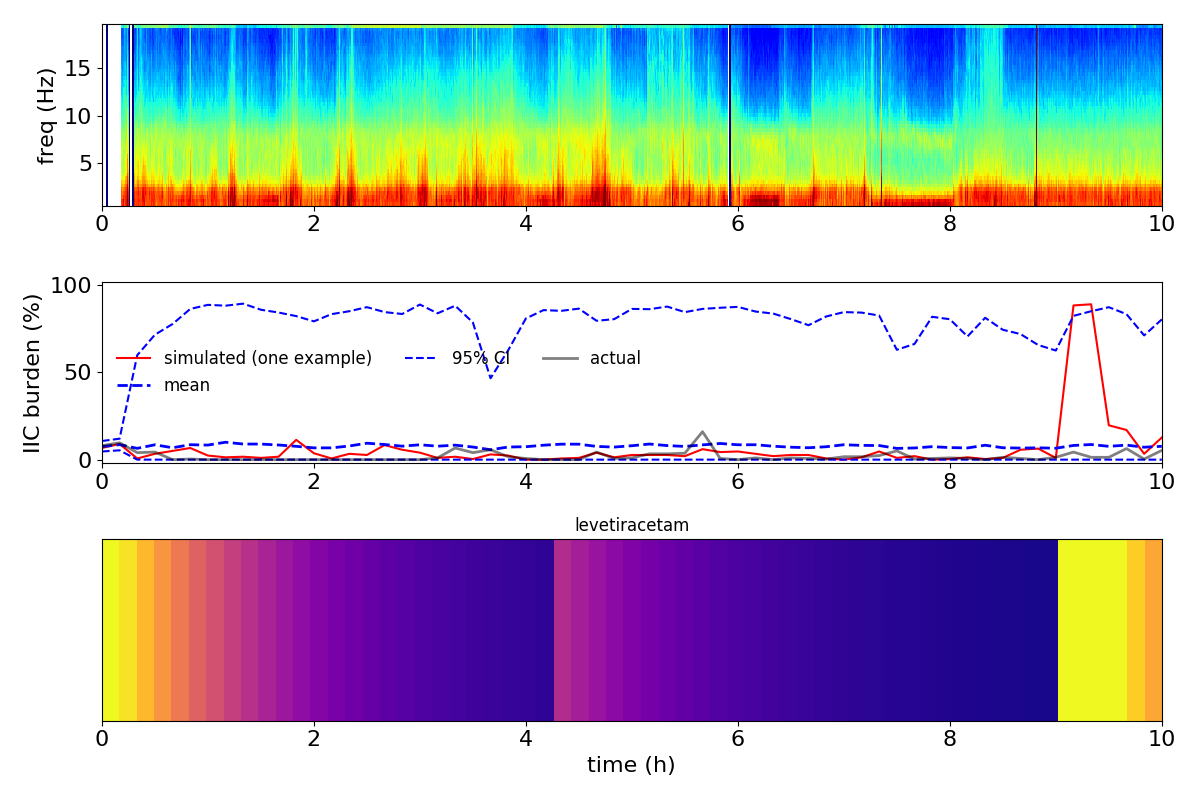 freq (Hz)
15
10
5
0 2 4 6 8 10
IIC burden (%)
100
50
0
simulated (one example) 95% CI actual
mean
0 2 4 6 8 10
levetiracetam
0 2 4 6 8 10
time (h)